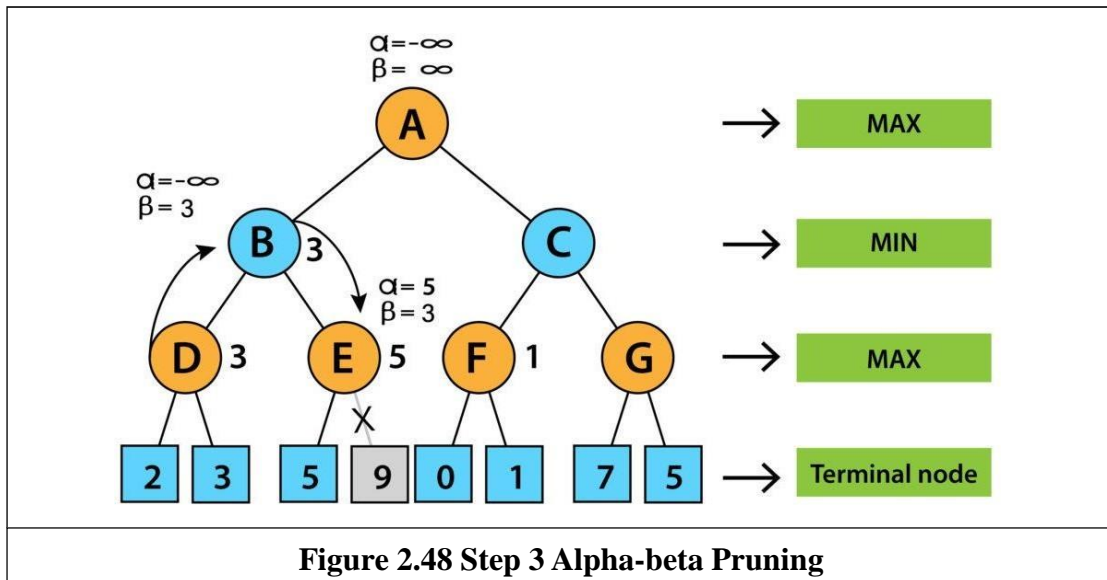 α=-∞
β= ∞
A
MAX
α=-∞
β= 3
B
3
C
MIN
α= 5
β= 3
D
3
E
5
F
1
G
MAX
X
2
3
5
9
0
1
7
5
Terminal node
Figure 2.48 Step 3 Alpha-beta Pruning